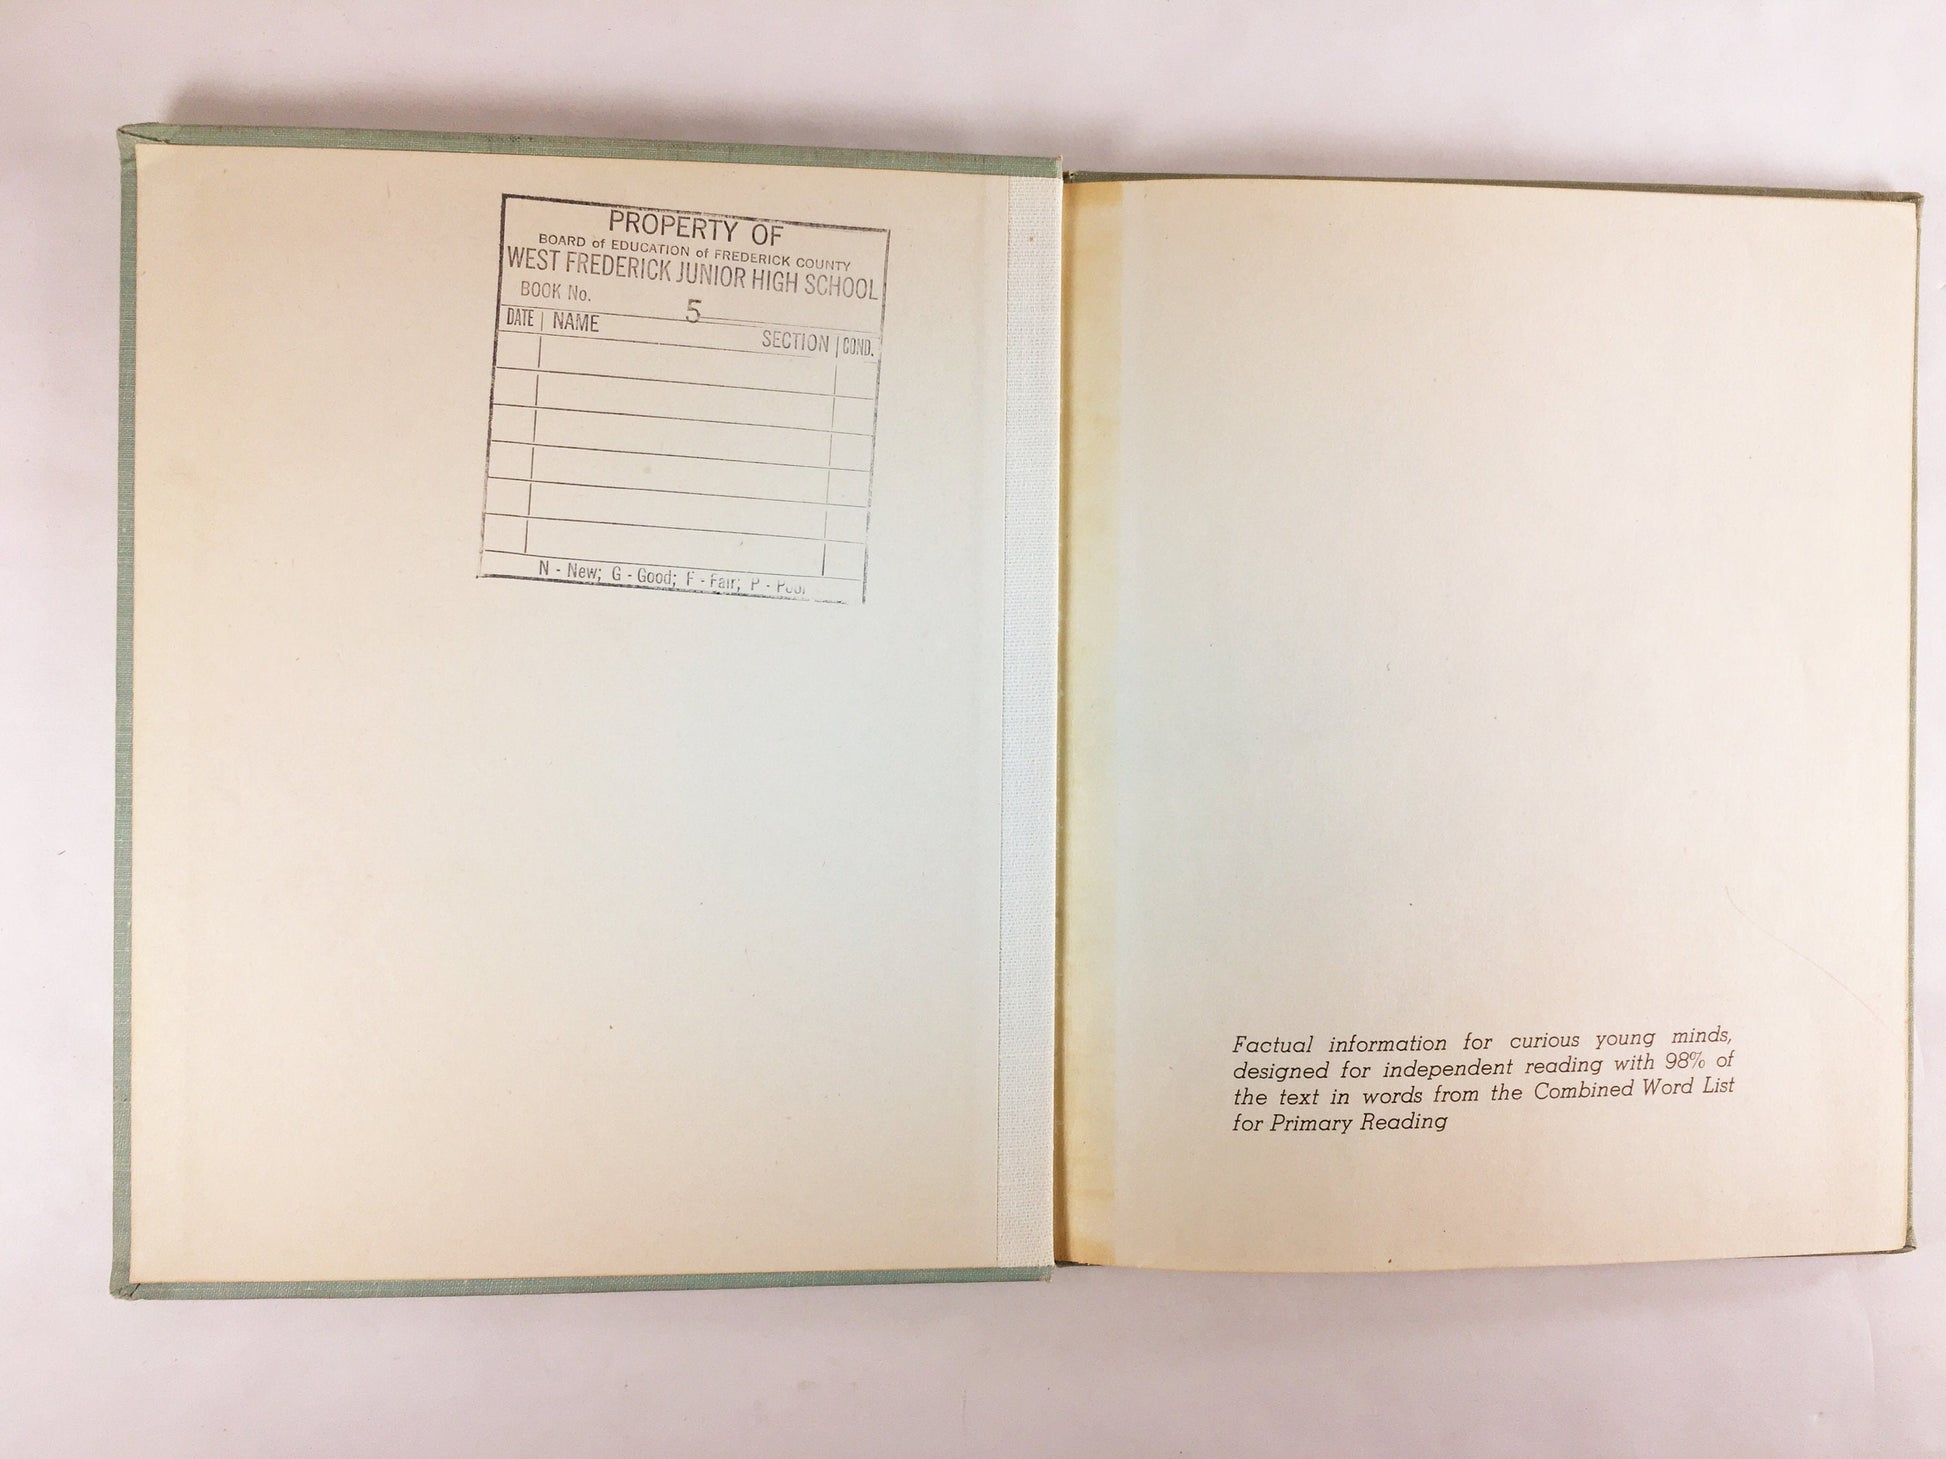 PROPERTY OF
BOARD of EDUCATION of FREDERICK COUNTY
WEST FREDERICK JUNIOR HIGH SCHOOL
BOOK No. 5
DATE NAME SECTION COND.
N - New; G - Good; F - Fair; P - Poor
Factual information for curious young minds,
designed for independent reading with 98% of
the text in words from the Combined Word List
for Primary Reading